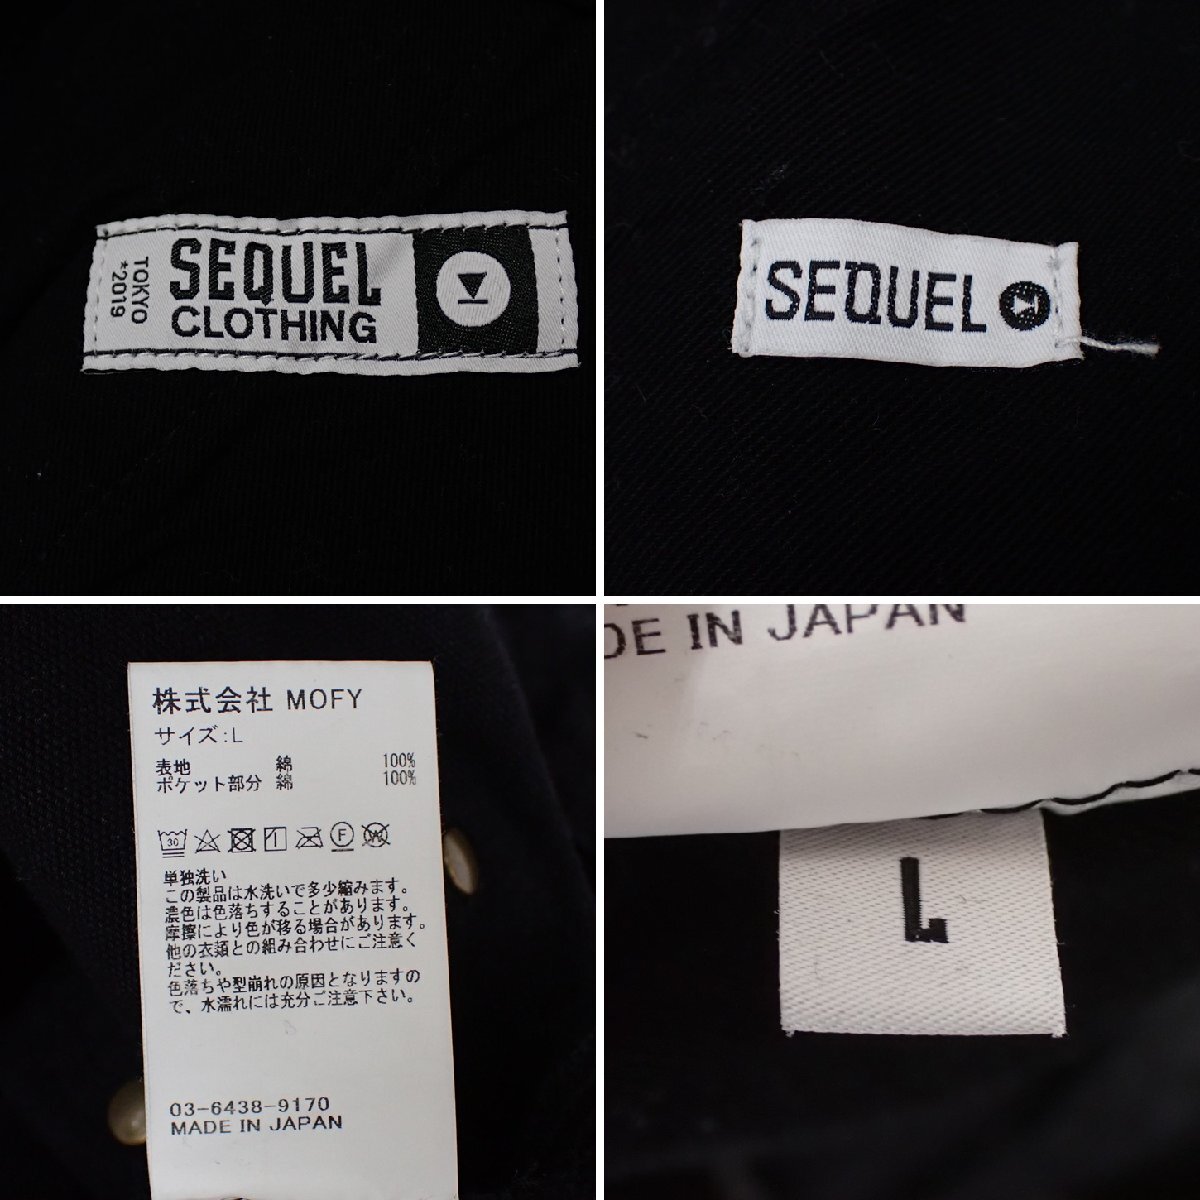 TOKYO
*2019
SEQUEL
CLOTHING
SEQUEL
株式会社 MOFY
サイズ:L
表地 綿 100%
ポケット部分 綿 100%
30
F
W
単独洗い
この製品は水洗いで多少縮みます。
濃色は色落ちすることがあります。
摩擦により色が移る場合があります。
他の衣類との組み合わせにご注意く
ださい。
色落ちや型崩れの原因となりますの
で、水濡れには充分ご注意下さい。
03-6438-9170
MADE IN JAPAN
DE IN JAPAN
L